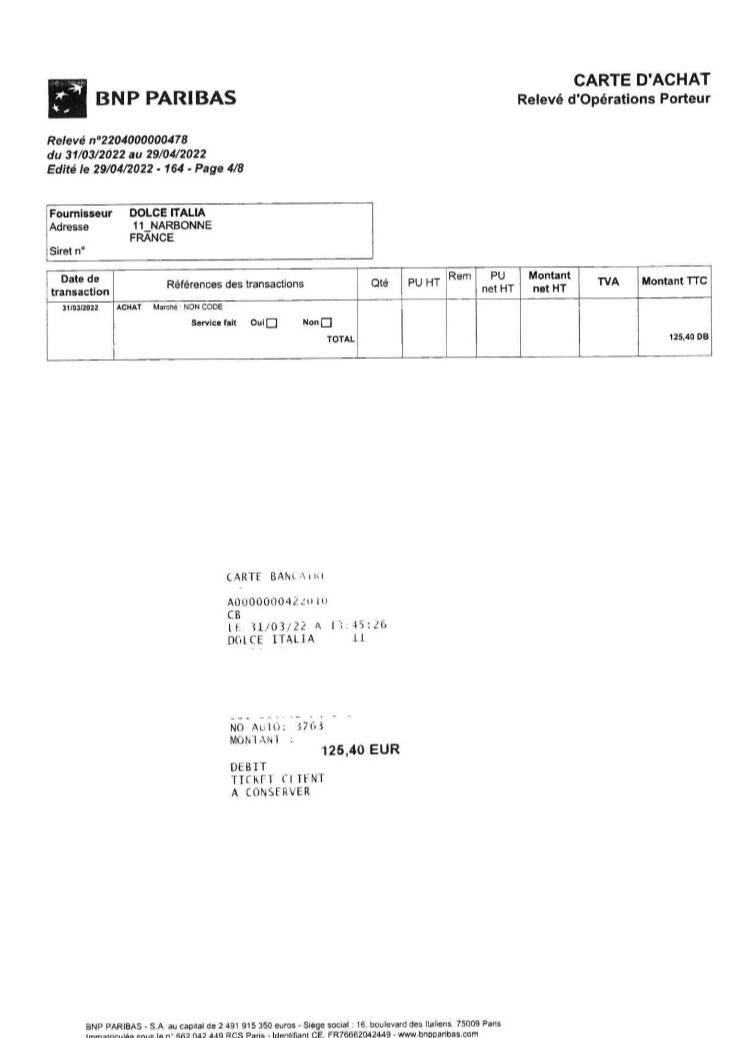 BNP PARIBAS
CARTE D'ACHAT
Relevé d'Opérations Porteur
Relevé n°2204000000478
du 31/03/2022 au 29/04/2022
Edité le 29/04/2022 - 164 - Page 4/8
Fournisseur DOLCE ITALIA
Adresse 11_NARBONNE
FRANCE
Siret n°
Date de transaction Références des transactions Qté PU HT Rem PU net HT Montant net HT TVA Montant TTC
31/03/2022 ACHAT Marché : NON CODE
Service fait Oui Non
TOTAL 125,40 DB
CARTE BANCAIRE
A0000000422010
CB
LE 31/03/22 A 13:45:26
DOLCE ITALIA 11
NO AUTO: 3763
MONTANT :
125,40 EUR
DEBIT
TICKET CLIENT
A CONSERVER
BNP PARIBAS - S.A. au capital de 2 491 915 350 euros - Siège social : 16, boulevard des Italiens. 75009 Paris
Immatriculée sous le n° 662 042 449 RCS Paris - Identifiant CE. FR76662042449 - www.bnpparibas.com